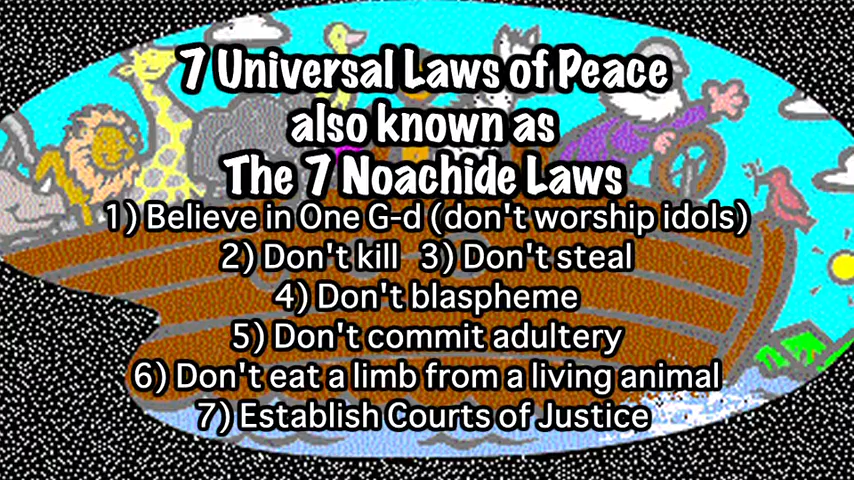 7 Universal Laws of Peace
also known as
The 7 Noachide Laws
1) Believe in One G-d (don't worship idols)
2) Don't kill 3) Don't steal
4) Don't blaspheme
5) Don't commit adultery
6) Don't eat a limb from a living animal
7) Establish Courts of Justice